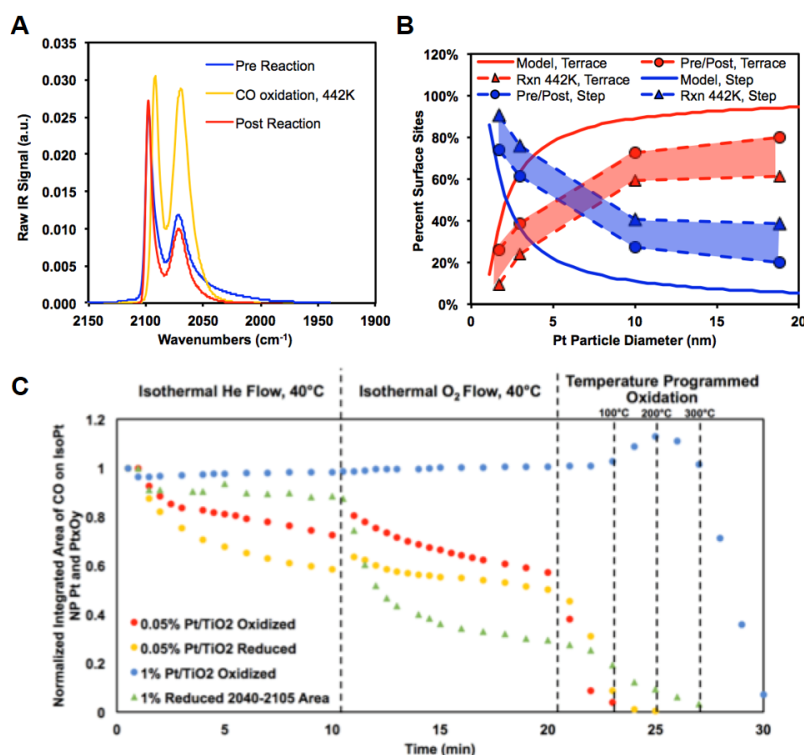 A
Raw IR Signal (a.u.)
0.035
0.030
0.025
0.020
0.015
0.010
0.005
0.000
Pre Reaction
CO oxidation, 442K
Post Reaction
2150 2100 2050 2000 1950 1900
Wavenumbers (cm-1)
B
Percent Surface Sites
120%
100%
80%
60%
40%
20%
0%
Model, Terrace Pre/Post, Terrace
Rxn 442K, Terrace Model, Step
Pre/Post, Step Rxn 442K, Step
0 5 10 15 20
Pt Particle Diameter (nm)
C
Isothermal He Flow, 40°C
Isothermal O2 Flow, 40°C
Temperature Programmed
Oxidation
100°C 200°C 300°C
Normalized Integrated Area of CO on IsoPt
NP Pt and PtxOy
1.2
1
0.8
0.6
0.4
0.2
0
0.05% Pt/TiO2 Oxidized
0.05% Pt/TiO2 Reduced
1% Pt/TiO2 Oxidized
1% Reduced 2040-2105 Area
0 5 10 15 20 25 30
Time (min)